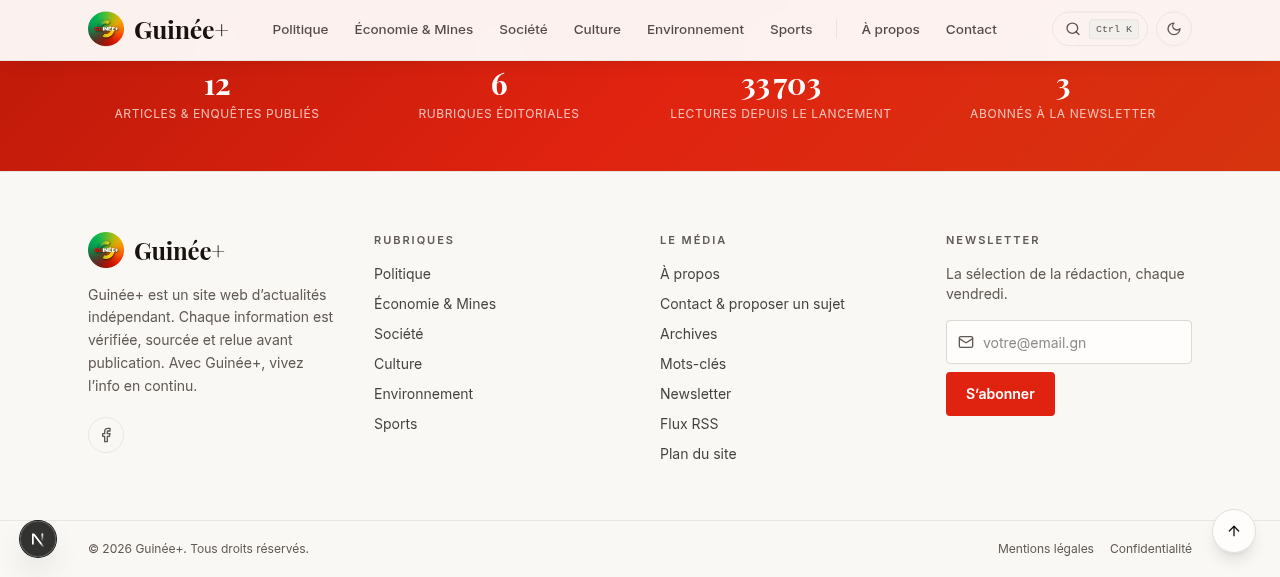 Guinée+
Politique
Économie & Mines
Société
Culture
Environnement
Sports
À propos
Contact
Ctrl K
12
ARTICLES & ENQUÊTES PUBLIÉS
6
RUBRIQUES ÉDITORIALES
33 703
LECTURES DEPUIS LE LANCEMENT
3
ABONNÉS À LA NEWSLETTER
Guinée+
Guinée+ est un site web d’actualités
indépendant. Chaque information est
vérifiée, sourcée et relue avant
publication. Avec Guinée+, vivez
l’info en continu.
RUBRIQUES
Politique
Économie & Mines
Société
Culture
Environnement
Sports
LE MÉDIA
À propos
Contact & proposer un sujet
Archives
Mots-clés
Newsletter
Flux RSS
Plan du site
NEWSLETTER
La sélection de la rédaction, chaque
vendredi.
votre@email.gn
S’abonner
N
© 2026 Guinée+. Tous droits réservés.
Mentions légales
Confidentialité